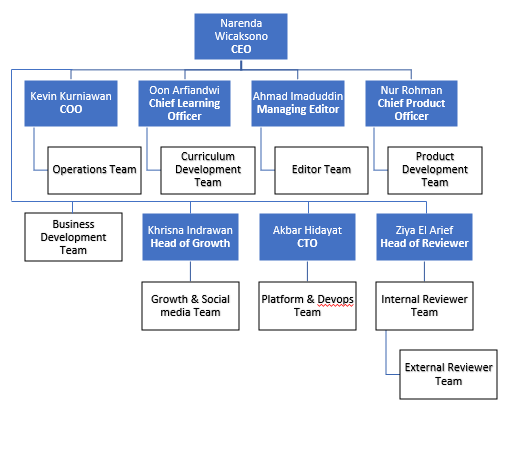 Narenda
Wicaksono
CEO
Kevin Kurniawan
COO
Oon Arfiandwi
Chief Learning
Officer
Ahmad Imaduddin
Managing Editor
Nur Rohman
Chief Product
Officer
Operations Team
Curriculum
Development
Team
Editor Team
Product
Development
Team
Business
Development
Team
Khrisna Indrawan
Head of Growth
Akbar Hidayat
CTO
Ziya El Arief
Head of Reviewer
Growth & Social
media Team
Platform & Devops
Team
Internal Reviewer
Team
External Reviewer
Team